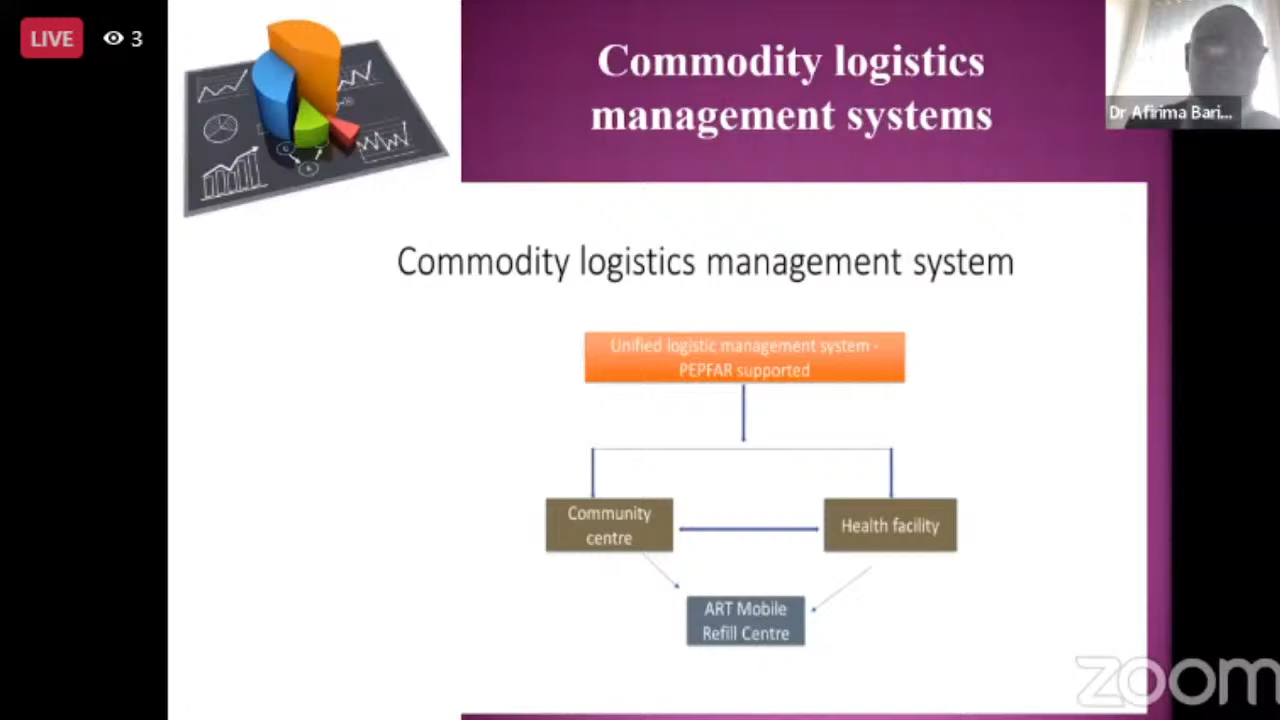 LIVE
3
Commodity logistics
management systems
Dr Afirima Bari...
Commodity logistics management system
Unified logistic management system -
PEPFAR supported
Community
centre
Health facility
ART Mobile
Refill Centre
zoom